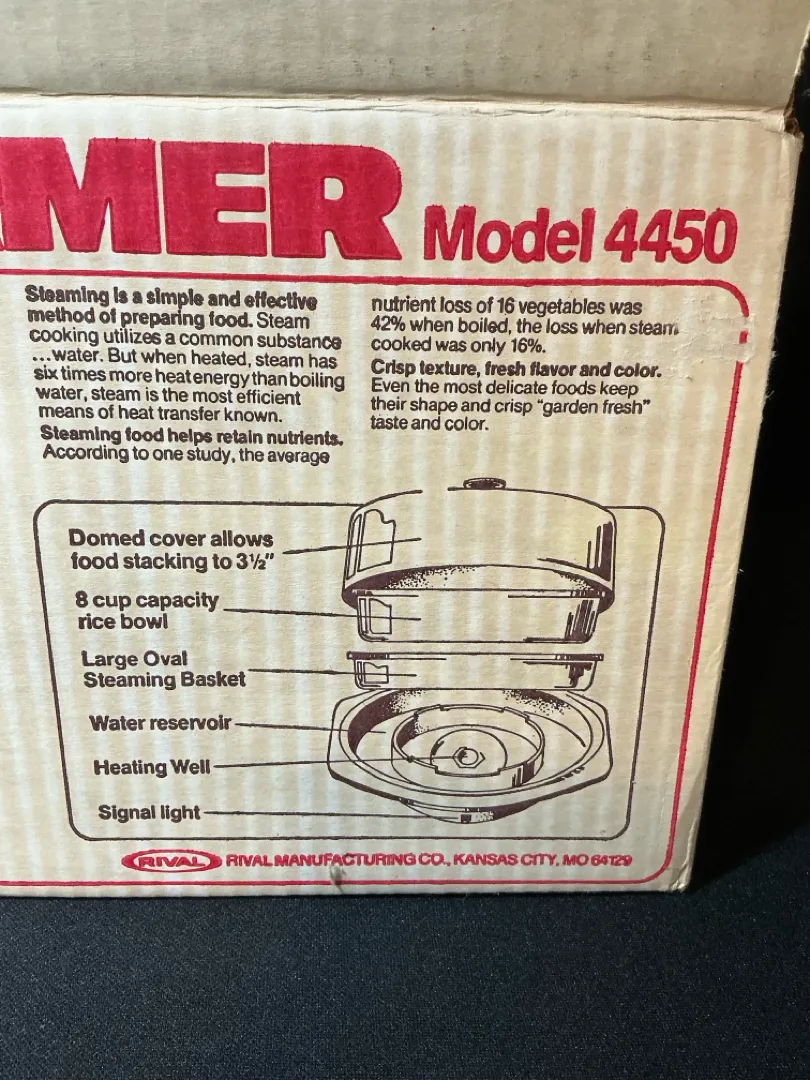 MER Model 4450
Steaming is a simple and effective
method of preparing food. Steam
cooking utilizes a common substance
...water. But when heated, steam has
six times more heat energy than boiling
water, steam is the most efficient
means of heat transfer known.
Steaming food helps retain nutrients.
According to one study, the average
nutrient loss of 16 vegetables was
42% when boiled, the loss when steam
cooked was only 16%.
Crisp texture, fresh flavor and color.
Even the most delicate foods keep
their shape and crisp "garden fresh"
taste and color.
Domed cover allows
food stacking to 3½"
8 cup capacity
rice bowl
Large Oval
Steaming Basket
Water reservoir
Heating Well
Signal light
RIVAL RIVAL MANUFACTURING CO., KANSAS CITY, MO 64129